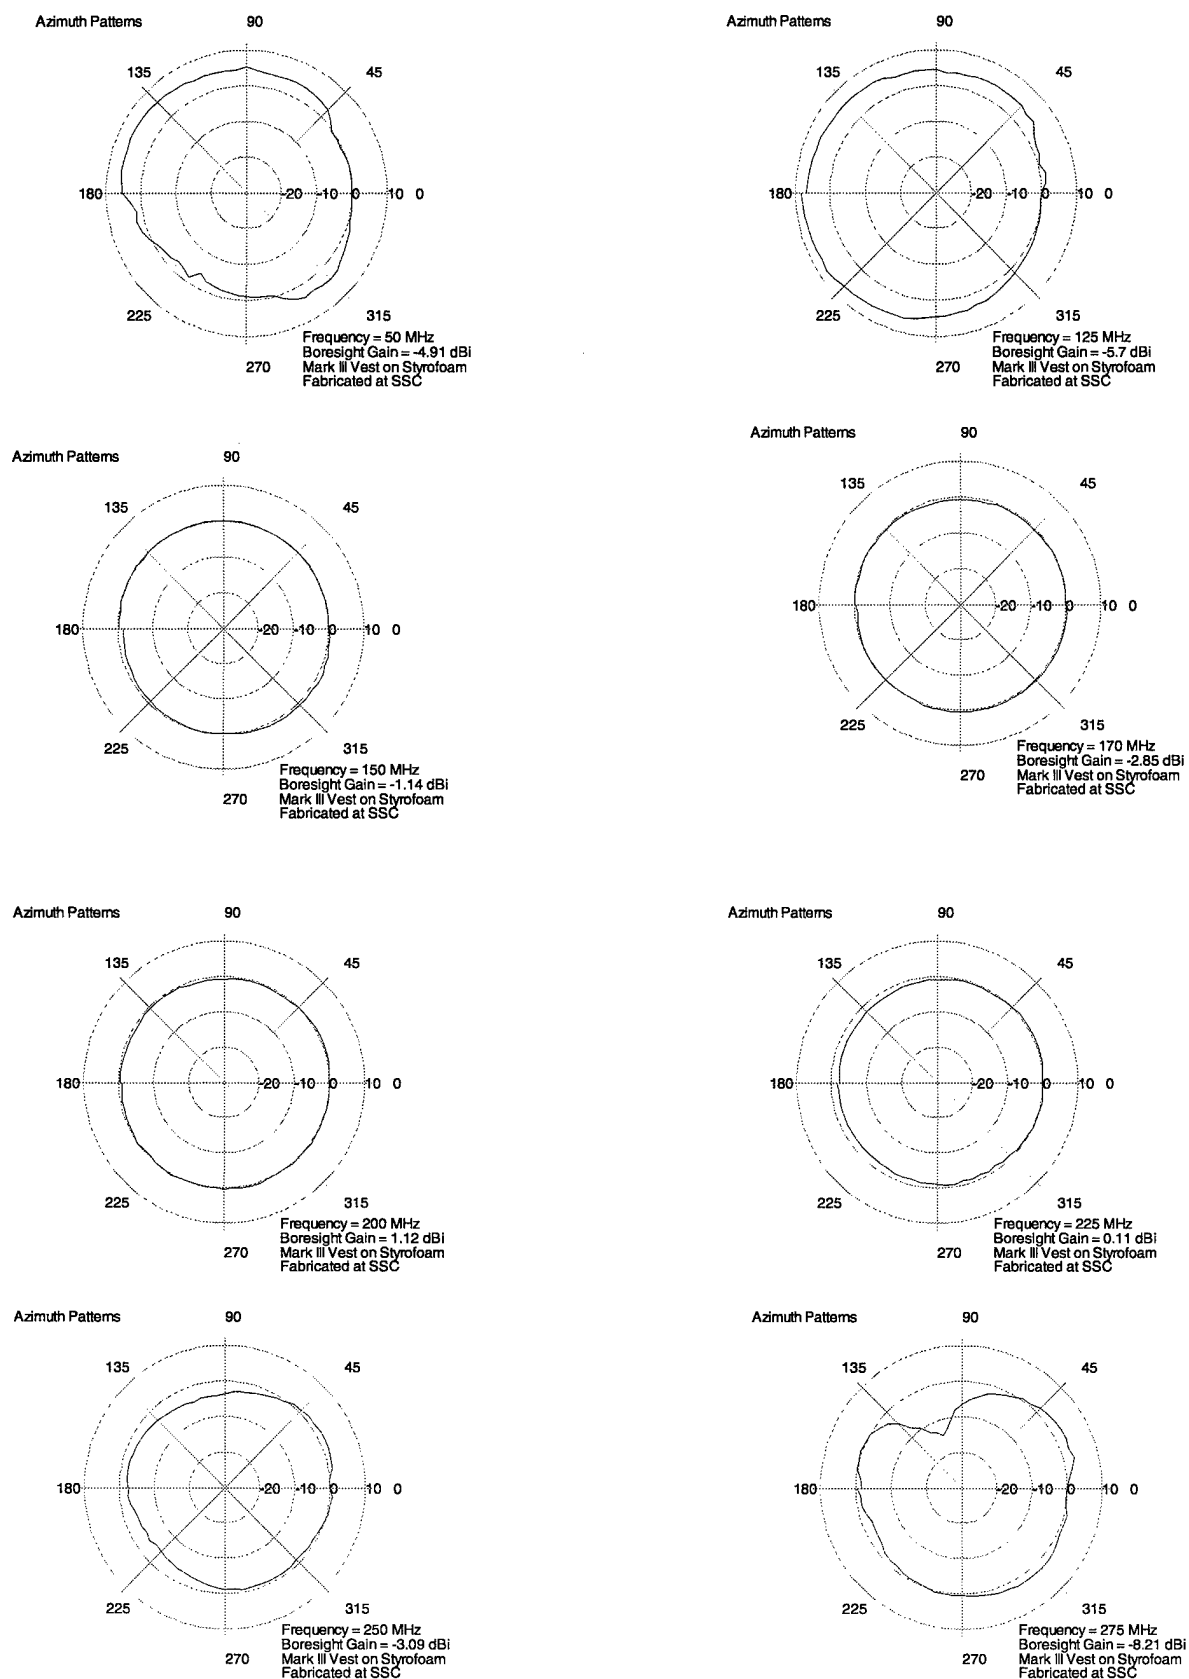 Azimuth Patterns
90
135
45
180
-20
-10
0
10
0
225
315
Frequency = 50 MHz
Boresight Gain = -4.91 dBi
270
Mark III Vest on Styrofoam
Fabricated at SSC
Azimuth Patterns
90
135
45
180
-20
-10
0
10
0
225
315
Frequency = 125 MHz
Boresight Gain = -5.7 dBi
270
Mark III Vest on Styrofoam
Fabricated at SSC
Azimuth Patterns
90
135
45
180
-20
-10
0
10
0
225
315
Frequency = 150 MHz
Boresight Gain = -1.14 dBi
270
Mark III Vest on Styrofoam
Fabricated at SSC
Azimuth Patterns
90
135
45
180
-20
-10
0
10
0
225
315
Frequency = 170 MHz
Boresight Gain = -2.85 dBi
270
Mark III Vest on Styrofoam
Fabricated at SSC
Azimuth Patterns
90
135
45
180
-20
-10
0
10
0
225
315
Frequency = 200 MHz
Boresight Gain = 1.12 dBi
270
Mark III Vest on Styrofoam
Fabricated at SSC
Azimuth Patterns
90
135
45
180
-20
-10
0
10
0
225
315
Frequency = 225 MHz
Boresight Gain = 0.11 dBi
270
Mark III Vest on Styrofoam
Fabricated at SSC
Azimuth Patterns
90
135
45
180
-20
-10
0
10
0
225
315
Frequency = 250 MHz
Boresight Gain = -3.09 dBi
270
Mark III Vest on Styrofoam
Fabricated at SSC
Azimuth Patterns
90
135
45
180
-20
-10
0
10
0
225
315
Frequency = 275 MHz
Boresight Gain = -8.21 dBi
270
Mark III Vest on Styrofoam
Fabricated at SSC